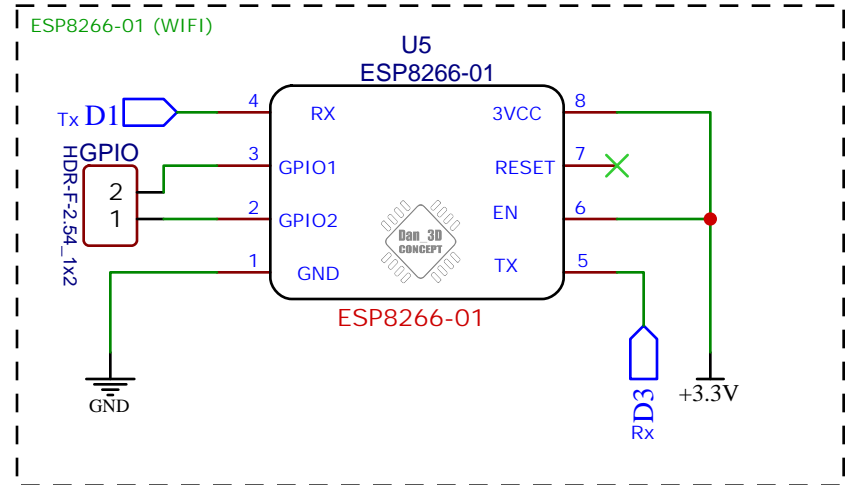 ESP8266-01 (WIFI)
U5
ESP8266-01
Tx D1
4
RX
3VCC
8
GPIO
HDR-F-2.54_1x2
2
1
3
GPIO1
RESET
7
2
GPIO2
EN
6
Dan_3D
CONCEPT
1
GND
TX
5
ESP8266-01
GND
D3
Rx
+3.3V